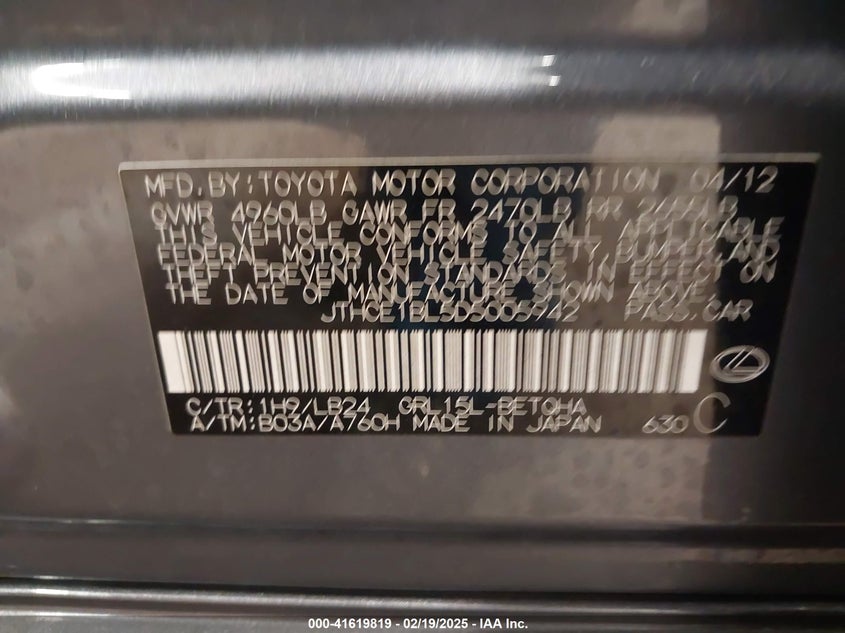 MFD. BY: TOYOTA MOTOR CORPORATION 04/12
GVWR 4960LB GAWR FR 2470LB RR
THIS VEHICLE CONFORMS TO ALL APPLICABLE
FEDERAL MOTOR VEHICLE SAFETY, BUMPER, AND
THEFT PREVENTION STANDARDS IN EFFECT ON
THE DATE OF MANUFACTURE SHOWN ABOVE.
JTHCE1BL5D5005942 PASS. CAR
C/TR: 1H2/LB24 GRL15L-BETQHA
A/TM: B03A/A760H MADE IN JAPAN 630 C
000-41619819 - 02/19/2025 - IAA Inc.